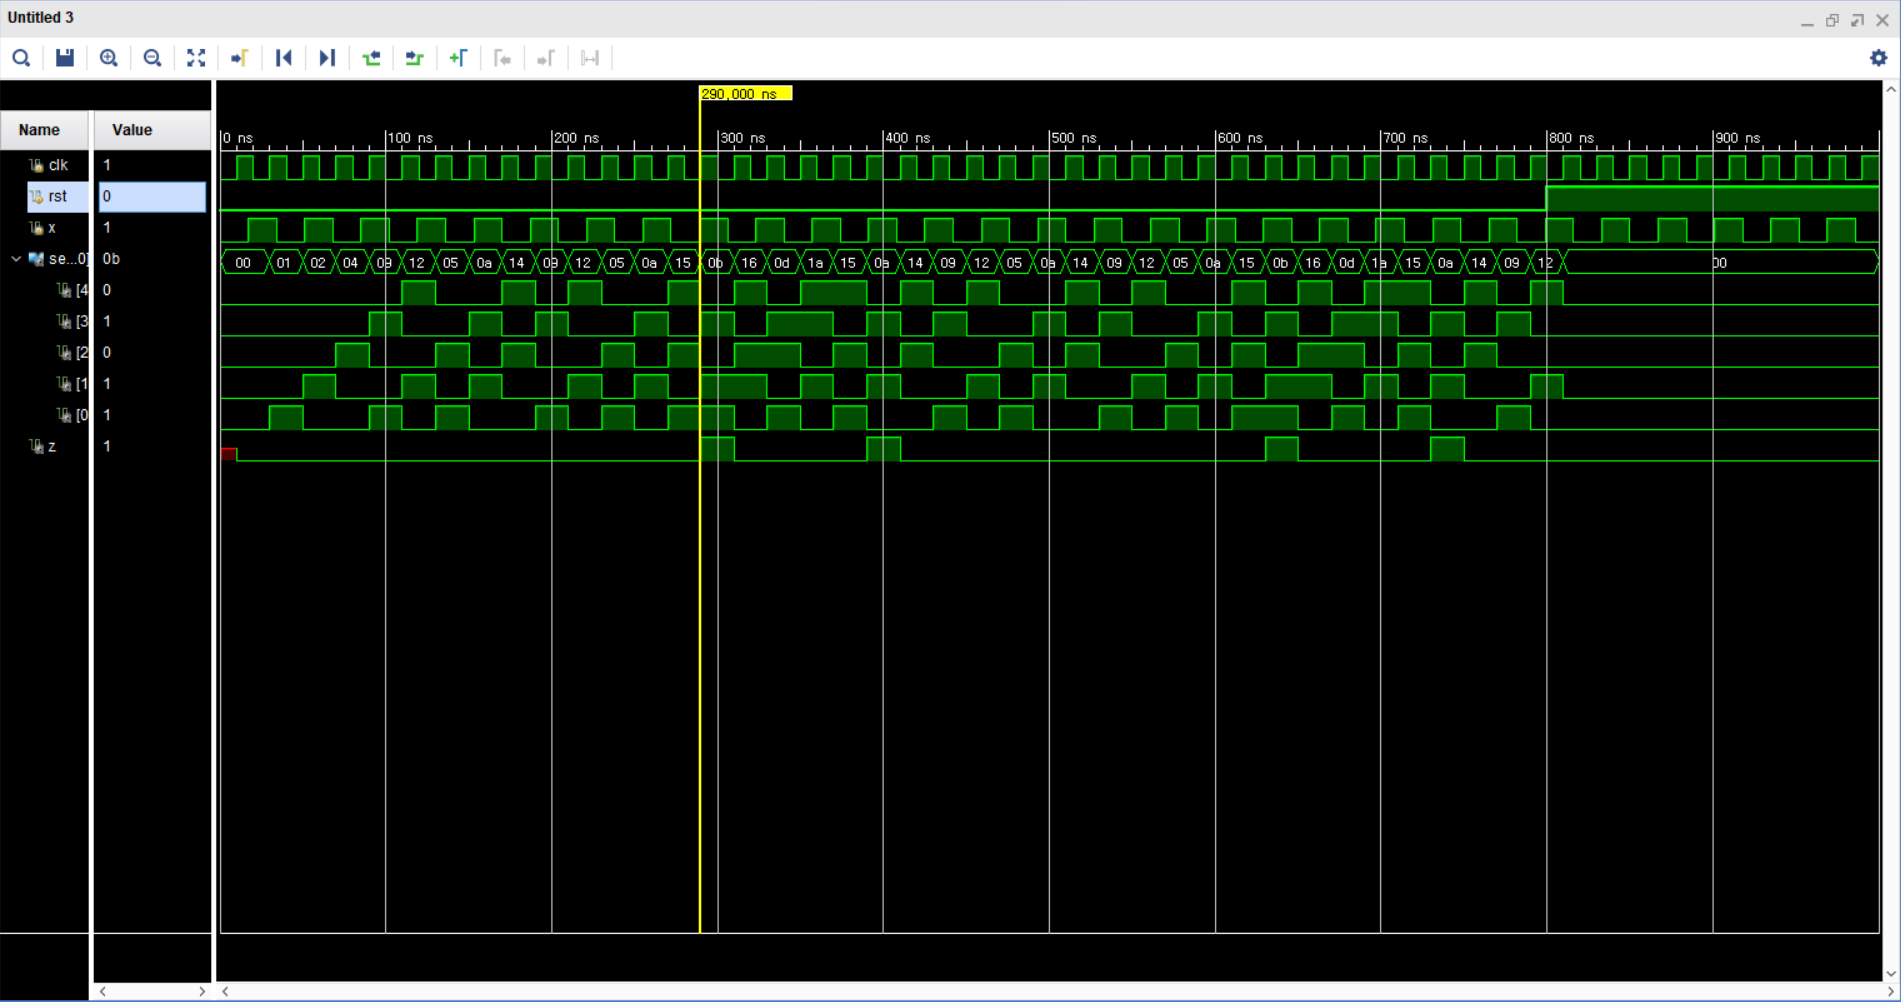 Untitled 3
290,000 ns
Name Value
0 ns 100 ns 200 ns 300 ns 400 ns 500 ns 600 ns 700 ns 800 ns 900 ns
clk 1
rst 0
x 1
se...0] 0b 00 01 02 04 09 12 05 0a 14 09 12 05 0a 15 0b 16 0d 1a 15 0a 14 09 12 05 0a 14 09 12 05 0a 15 0b 16 0d 1a 15 0a 14 09 12 00
[4 0
[3 1
[2 0
[1 1
[0 1
z 1